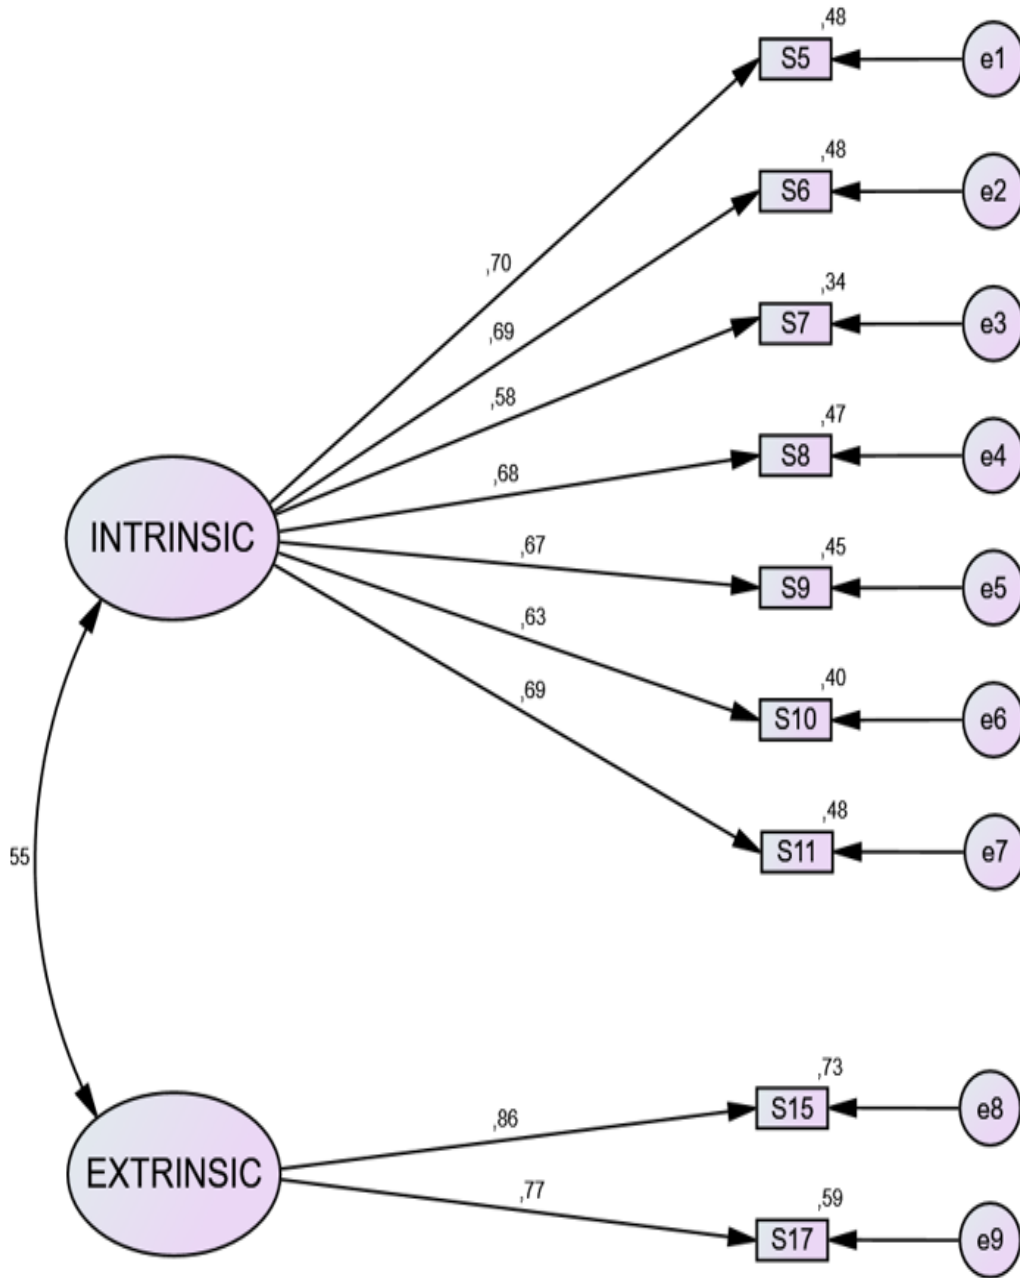 ,48
S5 e1
,48
S6 e2
,70
,34
S7 e3
,69
,58
,47
S8 e4
,68
INTRINSIC
,67
,45
S9 e5
,63
,40
S10 e6
,69
,48
S11 e7
55
,73
S15 e8
,86
EXTRINSIC
,77
,59
S17 e9